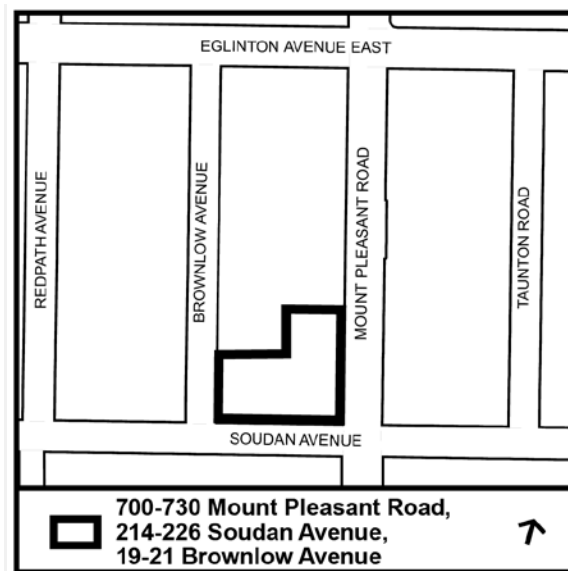 EGLINTON AVENUE EAST
REDPATH AVENUE
BROWNLOW AVENUE
MOUNT PLEASANT ROAD
TAUNTON ROAD
SOUDAN AVENUE
700-730 Mount Pleasant Road,
214-226 Soudan Avenue,
19-21 Brownlow Avenue